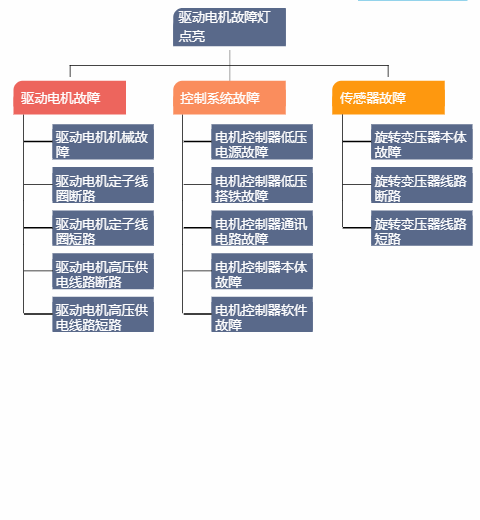 驱动电机故障灯
点亮
驱动电机故障
驱动电机机械故
障
驱动电机定子线
圈断路
驱动电机定子线
圈短路
驱动电机高压供
电线路断路
驱动电机高压供
电线路短路
控制系统故障
电机控制器低压
电源故障
电机控制器低压
搭铁故障
电机控制器通讯
电路故障
电机控制器本体
故障
电机控制器软件
故障
传感器故障
旋转变压器本体
故障
旋转变压器线路
断路
旋转变压器线路
短路